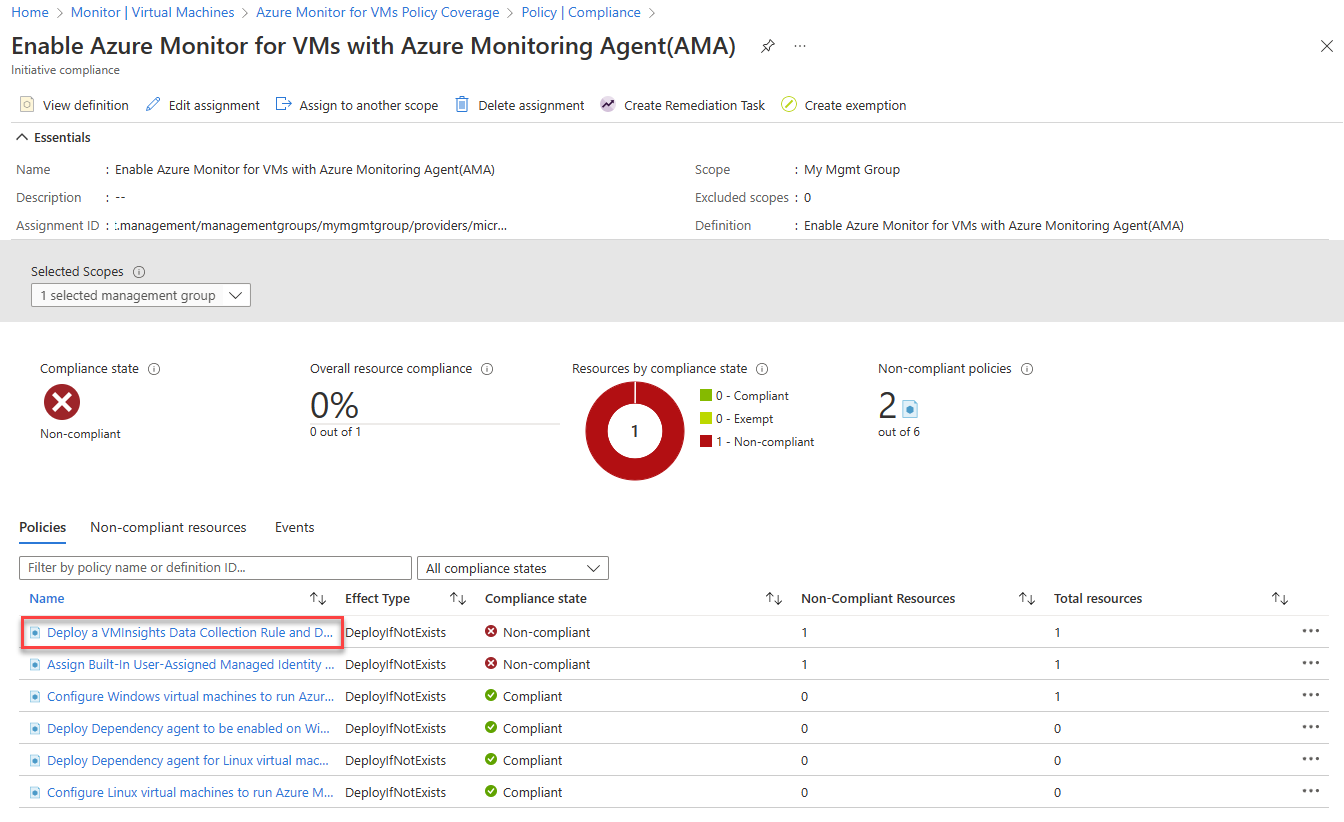 Home > Monitor | Virtual Machines > Azure Monitor for VMs Policy Coverage > Policy | Compliance >
Enable Azure Monitor for VMs with Azure Monitoring Agent(AMA) ...
Initiative compliance
View definition Edit assignment Assign to another scope Delete assignment Create Remediation Task Create exemption
Essentials
Name : Enable Azure Monitor for VMs with Azure Monitoring Agent(AMA) Scope : My Mgmt Group
Description : -- Excluded scopes : 0
Assignment ID : :.management/managementgroups/mymgmtgroup/providers/micr... Definition : Enable Azure Monitor for VMs with Azure Monitoring Agent(AMA)
Selected Scopes
1 selected management group
Compliance state
Non-compliant
Overall resource compliance
0%
0 out of 1
Resources by compliance state
1
0 - Compliant
0 - Exempt
1 - Non-compliant
Non-compliant policies
2
out of 6
Policies Non-compliant resources Events
Filter by policy name or definition ID... All compliance states
Name Effect Type Compliance state Non-Compliant Resources Total resources
Deploy a VMInsights Data Collection Rule and D... DeployIfNotExists Non-compliant 1 1 ...
Assign Built-In User-Assigned Managed Identity ... DeployIfNotExists Non-compliant 1 1 ...
Configure Windows virtual machines to run Azur... DeployIfNotExists Compliant 0 1 ...
Deploy Dependency agent to be enabled on Wi... DeployIfNotExists Compliant 0 0 ...
Deploy Dependency agent for Linux virtual mac... DeployIfNotExists Compliant 0 0 ...
Configure Linux virtual machines to run Azure M... DeployIfNotExists Compliant 0 0 ...